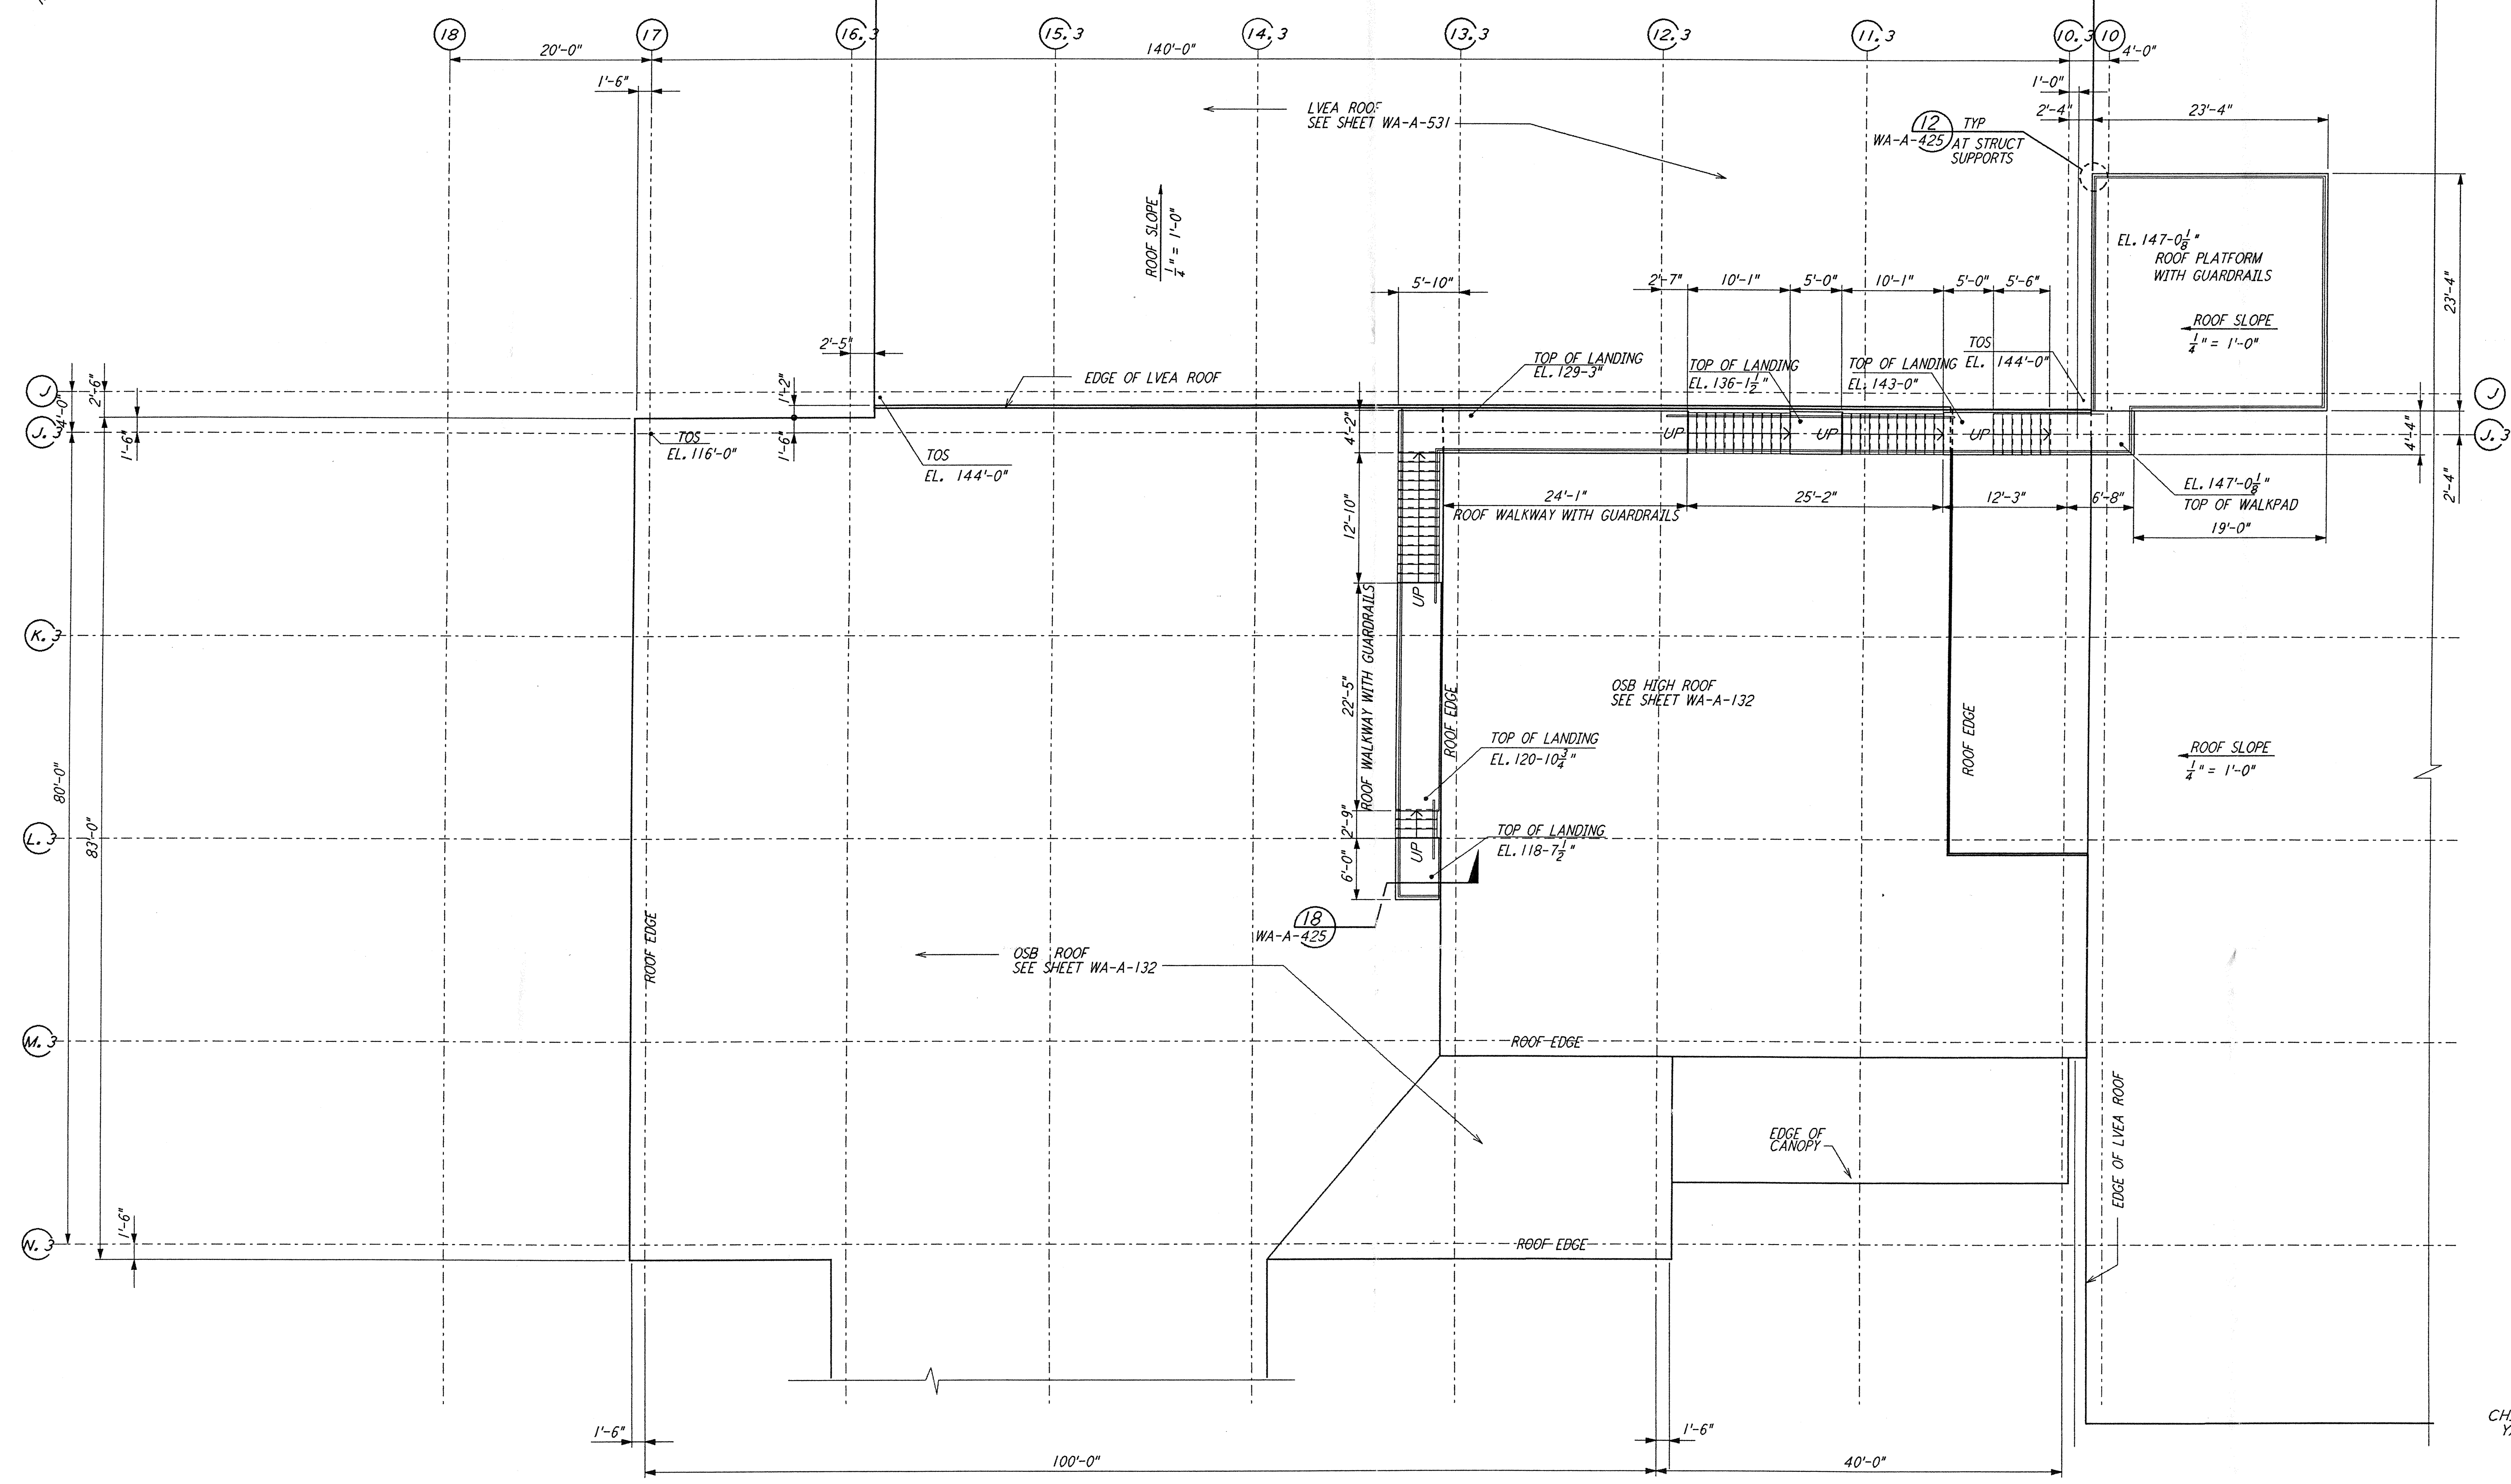 18
17
16.3
15.3
14.3
13.3
12.3
11.3
10.3
10
20'-0"
140'-0"
4'-0"
1'-6"
1'-0"
2'-4"
23'-4"
LVEA ROOF
SEE SHEET WA-A-531
12
WA-A-425
TYP
AT STRUCT
SUPPORTS
ROOF SLOPE
1/4" = 1'-0"
EL. 147-0 1/8"
ROOF PLATFORM
WITH GUARDRAILS
ROOF SLOPE
1/4" = 1'-0"
23'-4"
5'-10"
2'-7"
10'-1"
5'-0"
10'-1"
5'-0"
5'-6"
2'-5"
EDGE OF LVEA ROOF
TOP OF LANDING
EL. 129-3"
TOP OF LANDING
EL. 136-1 1/2"
TOP OF LANDING
EL. 143-0"
TOS
EL. 144'-0"
J
J
2'-6"
4'-0"
1'-2"
J.3
J.3
1'-6"
1'-6"
TOS
EL. 116'-0"
TOS
EL. 144'-0"
4'-2"
UP
UP
UP
4'-4"
2'-4"
EL. 147'-0 1/8"
TOP OF WALKPAD
24'-1"
25'-2"
12'-3"
6'-8"
19'-0"
ROOF WALKWAY WITH GUARDRAILS
12'-10"
UP
K.3
22'-5"
ROOF WALKWAY WITH GUARDRAILS
ROOF EDGE
OSB HIGH ROOF
SEE SHEET WA-A-132
ROOF EDGE
ROOF SLOPE
1/4" = 1'-0"
TOP OF LANDING
EL. 120-10 3/4"
80'-0"
83'-0"
L.3
2'-9"
TOP OF LANDING
EL. 118-7 1/2"
UP
6'-0"
18
WA-A-425
ROOF EDGE
OSB ROOF
SEE SHEET WA-A-132
M.3
ROOF EDGE
EDGE OF
CANOPY
EDGE OF LVEA ROOF
N.3
1'-6"
ROOF EDGE
1'-6"
1'-6"
100'-0"
40'-0"